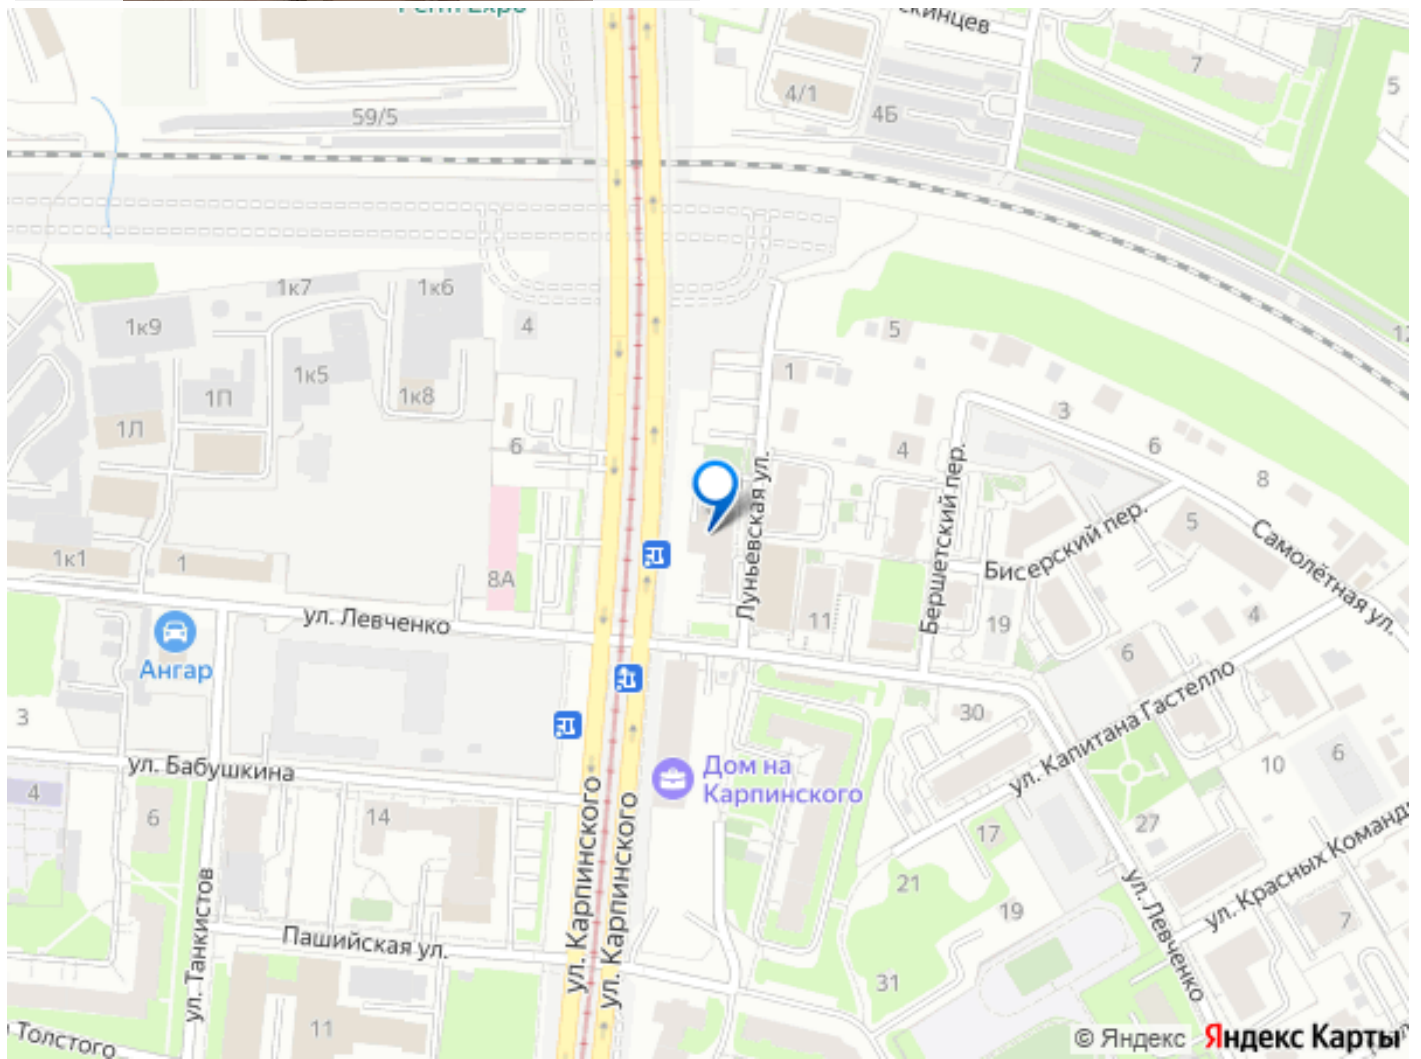 Perm Expo
59/5
4/1
4Б
7
5
1к7
1к6
1к9
4
1к5
1П
1к8
1Л
6
5
1
3
4
6
8
12
Луньевская ул.
Бершетский пер.
Бисерский пер.
5
Самолётная ул.
1к1
1
8А
ул. Левченко
11
19
4
6
Ангар
3
30
ул. Капитана Гастелло
10
6
ул. Бабушкина
Дом на
Карпинского
4
6
14
17
27
21
19
ул. Красных Команд
7
ул. Левченко
ул. Карпинского
ул. Карпинского
ул. Танкистов
Пашийская ул.
31
11
Толстого
© Яндекс Яндекс Карты